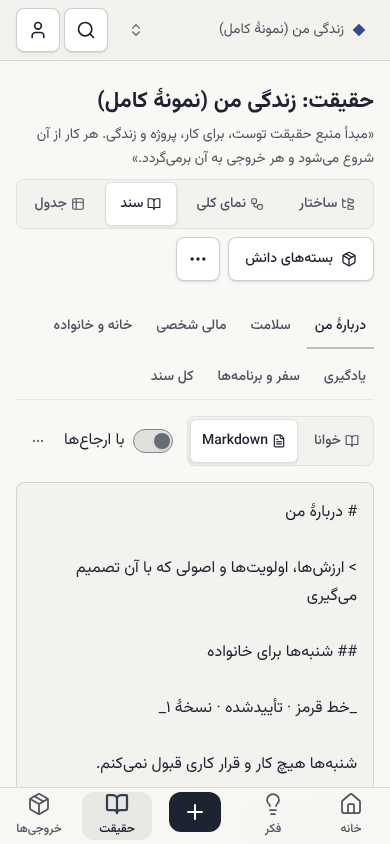 زندگی من (نمونهٔ کامل)
حقیقت: زندگی من (نمونهٔ کامل)
«مبدأ منبع حقیقت توست، برای کار، پروژه و زندگی. هر کار از آن
شروع می‌شود و هر خروجی به آن برمی‌گردد.»
ساختار
نمای کلی
سند
جدول
بسته‌های دانش
دربارهٔ من
سلامت
مالی شخصی
خانه و خانواده
یادگیری
سفر و برنامه‌ها
کل سند
خوانا
Markdown
با ارجاع‌ها
# دربارهٔ من
> ارزش‌ها، اولویت‌ها و اصولی که با آن تصمیم
می‌گیری
## شنبه‌ها برای خانواده
_خط قرمز · تأییدشده · نسخهٔ ۱_
شنبه‌ها هیچ کار و قرار کاری قبول نمی‌کنم.
خانه
فکر
حقیقت
خروجی‌ها